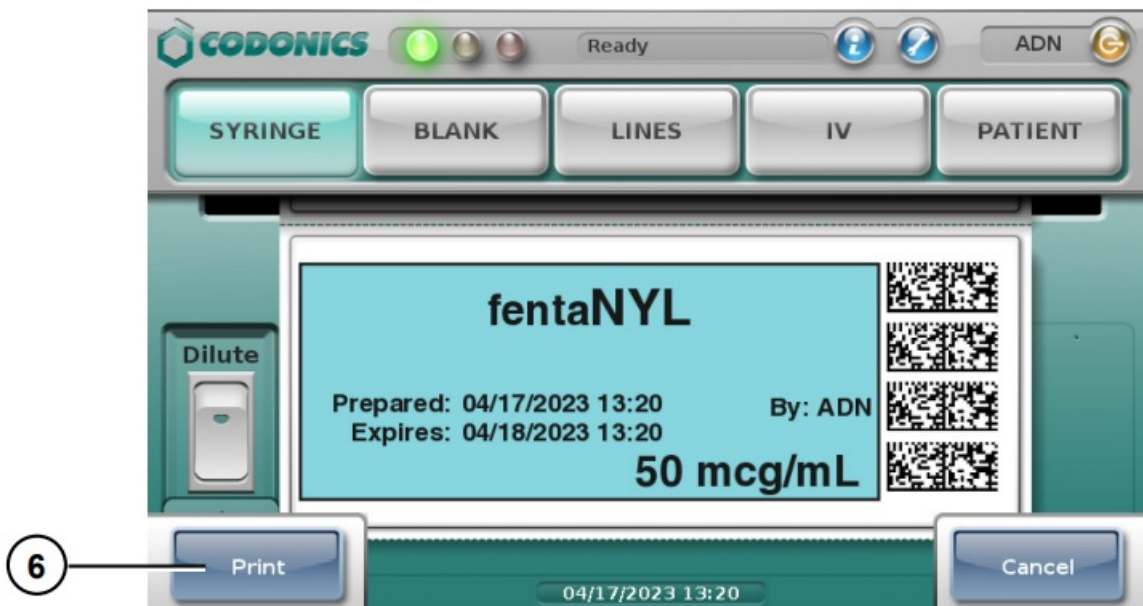 CODONICS Ready ADN
SYRINGE BLANK LINES IV PATIENT
fentaNYL
Dilute
Prepared: 04/17/2023 13:20 By: ADN
Expires: 04/18/2023 13:20
50 mcg/mL
6 Print Cancel
04/17/2023 13:20